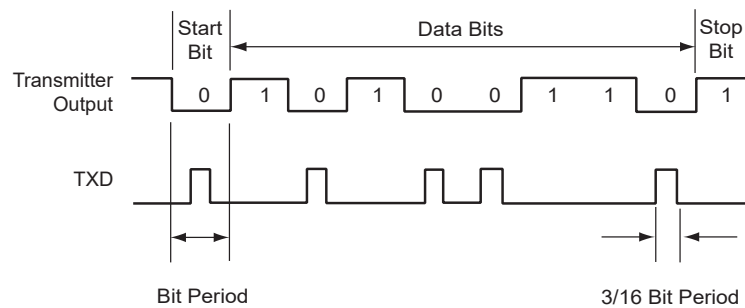 Start
Bit
Data Bits
Stop
Bit
Transmitter
Output
0 1 0 1 0 0 1 1 0 1
TXD
Bit Period
3/16 Bit Period